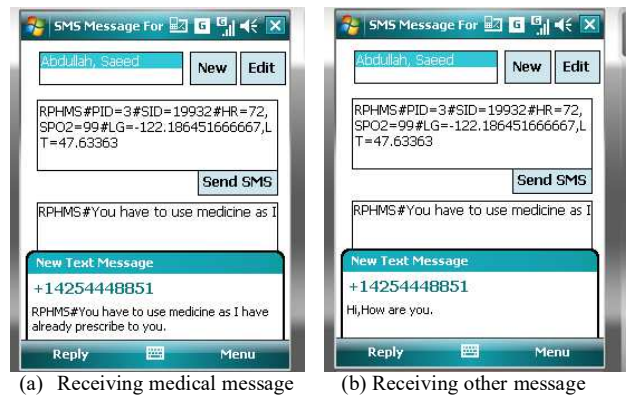 SMS Message For
Abdullah, Saeed
New
Edit
RPHMS#PID=3#SID=19932#HR=72,
SPO2=99#LG=-122.186451666667,L
T=47.63363
Send SMS
RPHMS#You have to use medicine as I
New Text Message
+14254448851
RPHMS#You have to use medicine as I have
already prescribe to you.
Reply
Menu
(a) Receiving medical message
SMS Message For
Abdullah, Saeed
New
Edit
RPHMS#PID=3#SID=19932#HR=72,
SPO2=99#LG=-122.186451666667,L
T=47.63363
Send SMS
RPHMS#You have to use medicine as I
New Text Message
+14254448851
Hi,How are you.
Reply
Menu
(b) Receiving other message